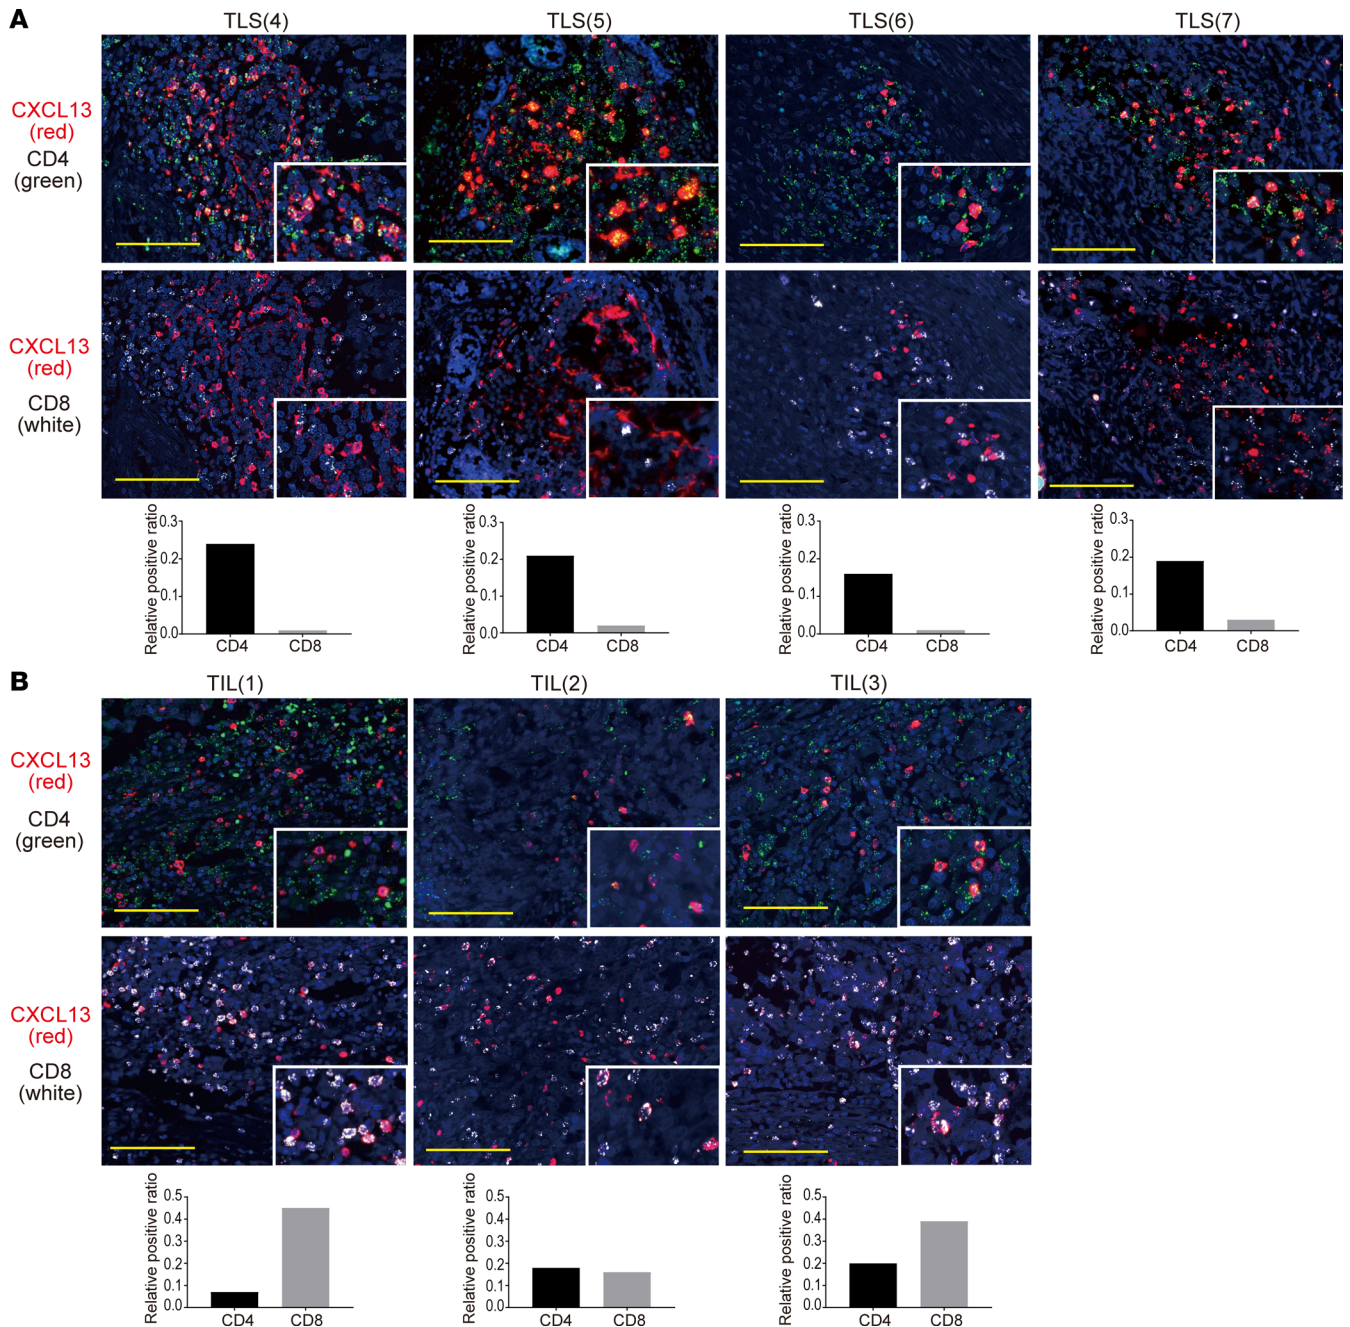 A
TLS(4) TLS(5) TLS(6) TLS(7)
CXCL13
(red)
CD4
(green)
CXCL13
(red)
CD8
(white)
Relative positive ratio
0.3
0.2
0.1
0.0
CD4 CD8
Relative positive ratio
0.3
0.2
0.1
0.0
CD4 CD8
Relative positive ratio
0.3
0.2
0.1
0.0
CD4 CD8
Relative positive ratio
0.3
0.2
0.1
0.0
CD4 CD8
B
TIL(1) TIL(2) TIL(3)
CXCL13
(red)
CD4
(green)
CXCL13
(red)
CD8
(white)
Relative positive ratio
0.5
0.4
0.3
0.2
0.1
0.0
CD4 CD8
Relative positive ratio
0.5
0.4
0.3
0.2
0.1
0.0
CD4 CD8
Relative positive ratio
0.5
0.4
0.3
0.2
0.1
0.0
CD4 CD8